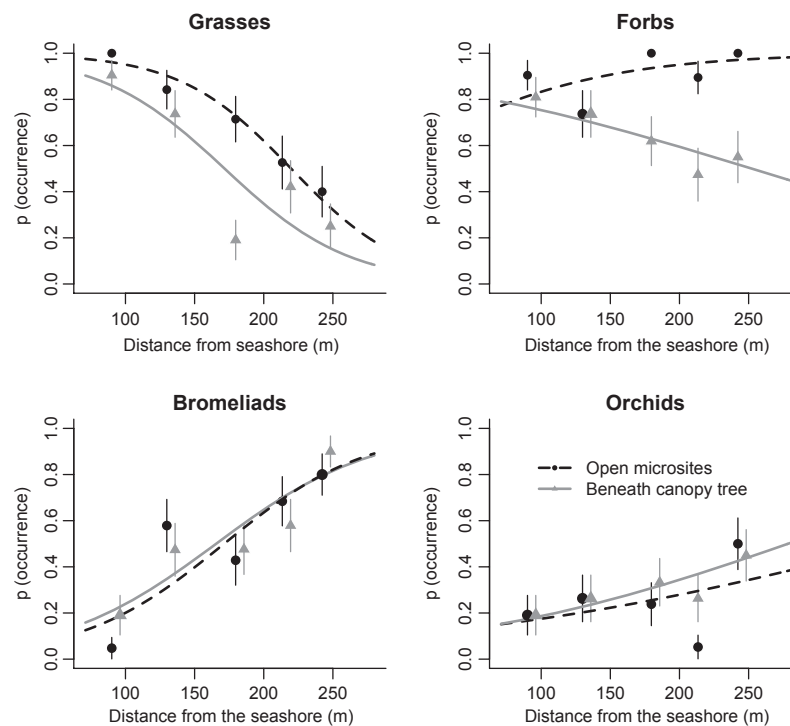 Grasses
Forbs
p (occurrence)
0.0 0.2 0.4 0.6 0.8 1.0
100 150 200 250
Distance from seashore (m)
p (occurrence)
0.0 0.2 0.4 0.6 0.8 1.0
100 150 200 250
Distance from the seashore (m)
Bromeliads
Orchids
p (occurrence)
0.0 0.2 0.4 0.6 0.8 1.0
100 150 200 250
Distance from the seashore (m)
p (occurrence)
0.0 0.2 0.4 0.6 0.8 1.0
Open microsites
Beneath canopy tree
100 150 200 250
Distance from the seashore (m)